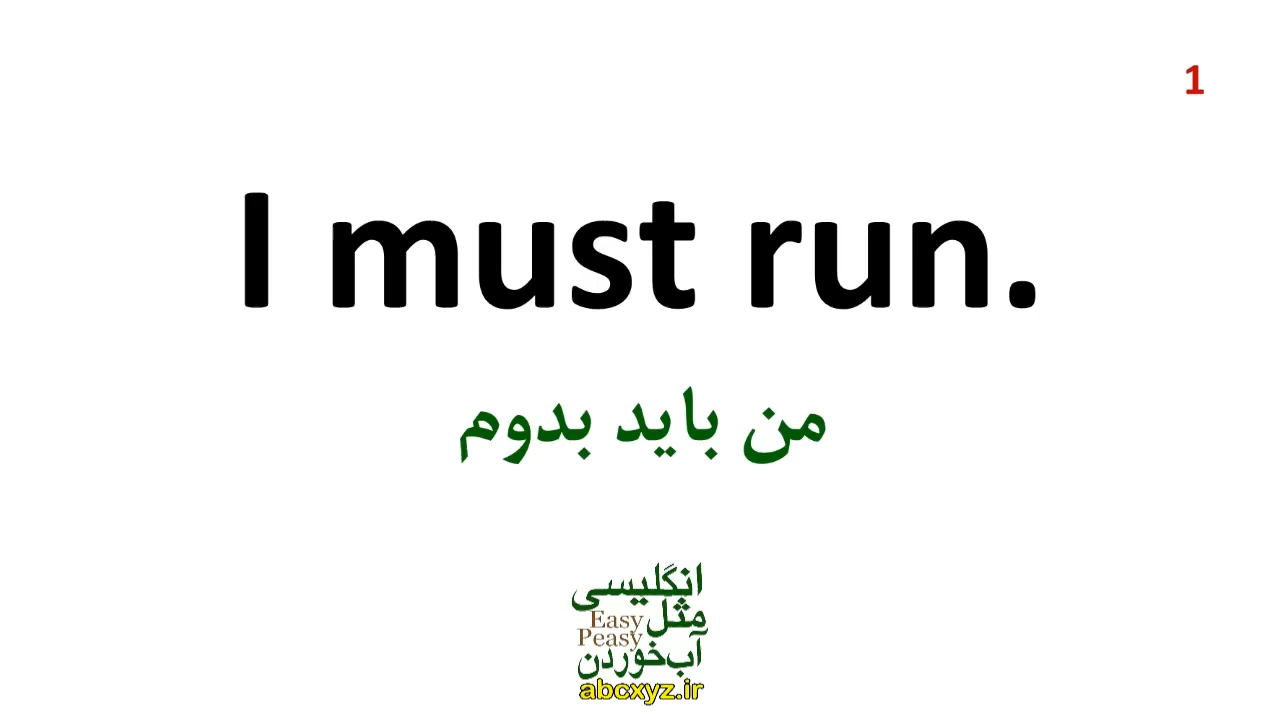 1
I must run.
من باید بدوم
انگلیسی
مثل
Easy
Peasy
آب‌خوردن
abcxyz.ir